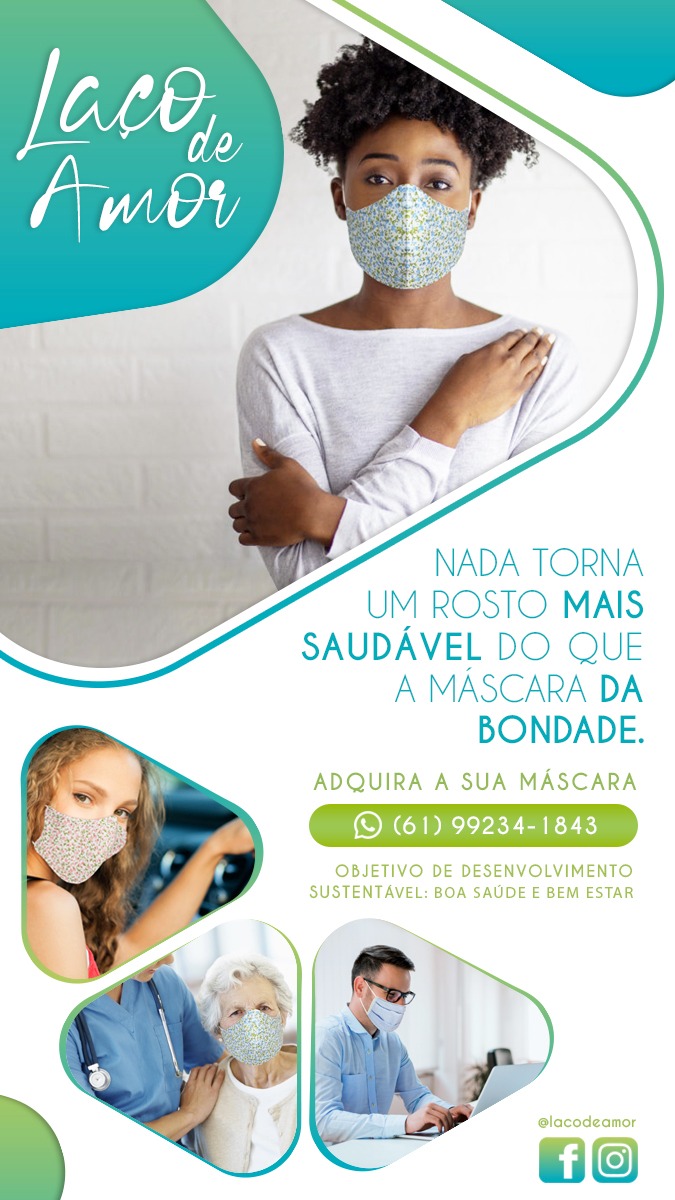 Laço
de
Amor
NADA TORNA
UM ROSTO MAIS
SAUDÁVEL DO QUE
A MÁSCARA DA
BONDADE.
ADQUIRA A SUA MÁSCARA
(61) 99234-1843
OBJETIVO DE DESENVOLVIMENTO
SUSTENTÁVEL: BOA SAÚDE E BEM ESTAR
@lacodeamor